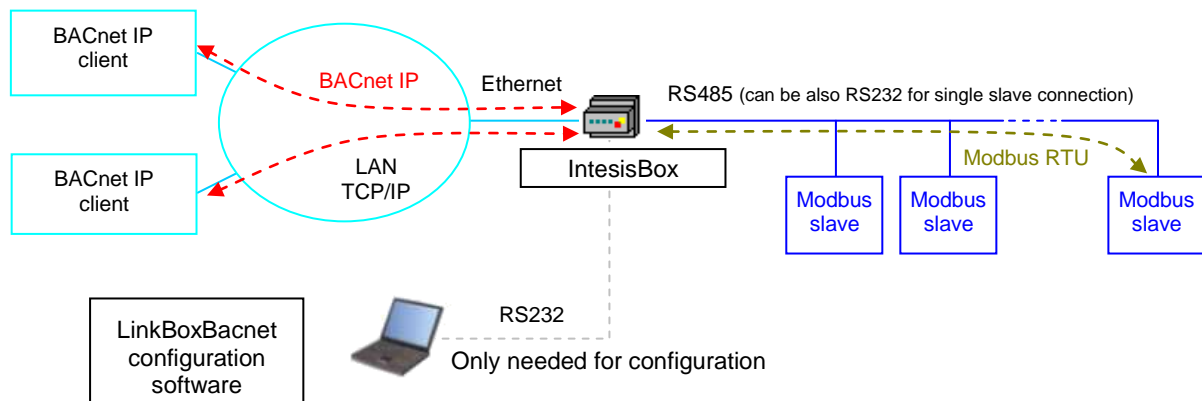 BACnet IP
client
BACnet IP
Ethernet
RS485 (can be also RS232 for single slave connection)
Modbus RTU
IntesisBox
LAN
TCP/IP
BACnet IP
client
Modbus
slave
Modbus
slave
Modbus
slave
LinkBoxBacnet
configuration
software
RS232
Only needed for configuration